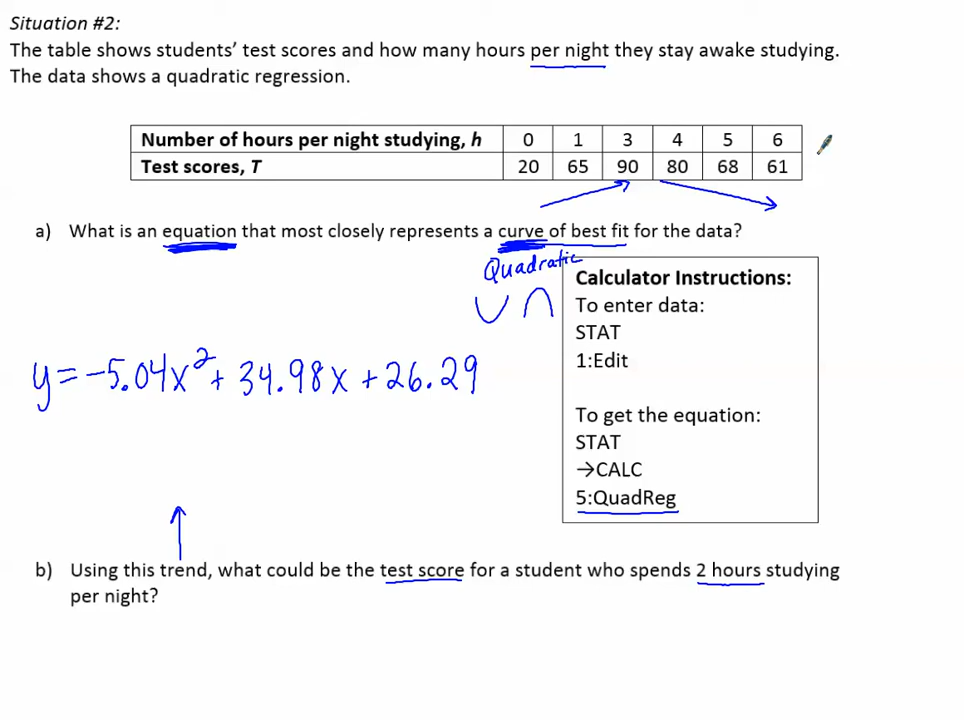 Situation #2:
The table shows students' test scores and how many hours per night they stay awake studying.
The data shows a quadratic regression.
Number of hours per night studying, h 0 1 3 4 5 6
Test scores, T 20 65 90 80 68 61
a) What is an equation that most closely represents a curve of best fit for the data?
Quadratic
Calculator Instructions:
To enter data:
STAT
1:Edit
y = -5.04x² + 34.98x + 26.29
To get the equation:
STAT
→CALC
5:QuadReg
b) Using this trend, what could be the test score for a student who spends 2 hours studying
per night?